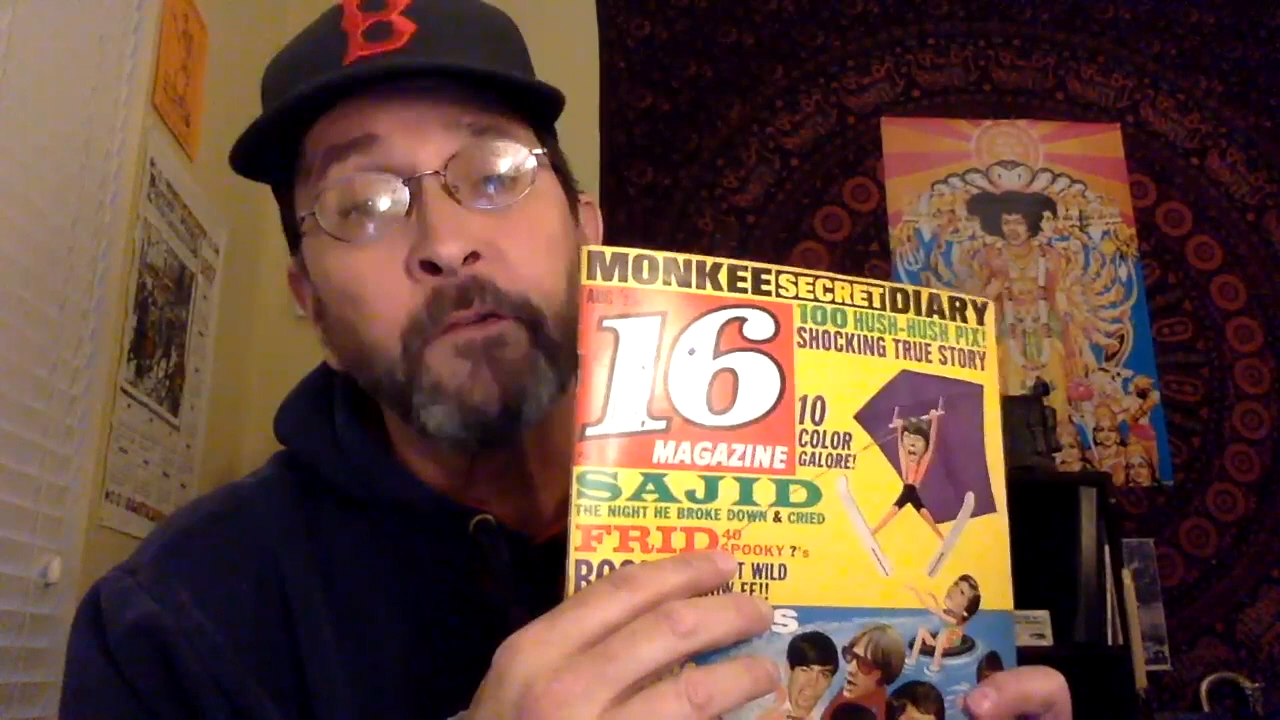 B
MONKEE SECRET DIARY
AUG
16
MAGAZINE
100 HUSH-HUSH PIX!
SHOCKING TRUE STORY
10
COLOR
GALORE!
SAJID
THE NIGHT HE BROKE DOWN & CRIED
FRID 40
SPOOKY ?'s
WILD